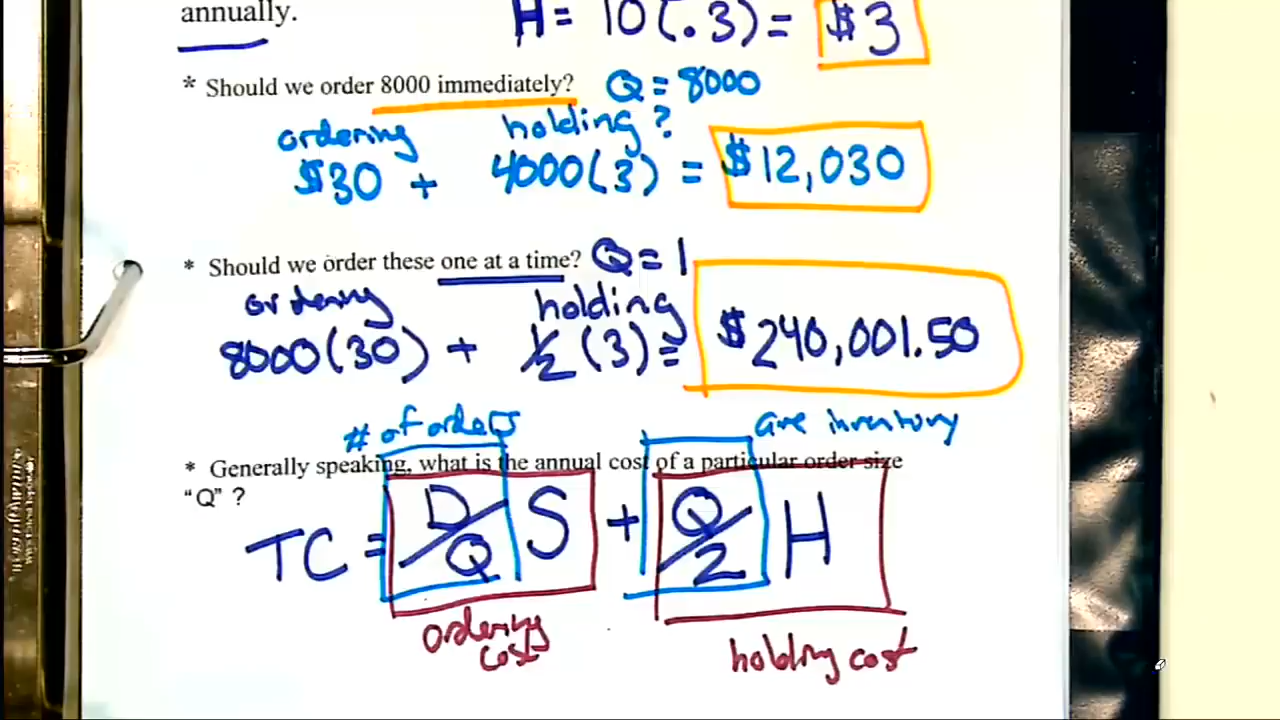 annually.
H = 10(.3) = $3
* Should we order 8000 immediately? Q = 8000
ordering holding?
$30 + 4000(3) = $12,030
* Should we order these one at a time? Q = 1
ordering holding
8000(30) + 1/2 (3) = $240,001.50
# of orders ave inventory
* Generally speaking, what is the annual cost of a particular order size
"Q" ?
TC = D/Q S + Q/2 H
ordering
cost
holding cost